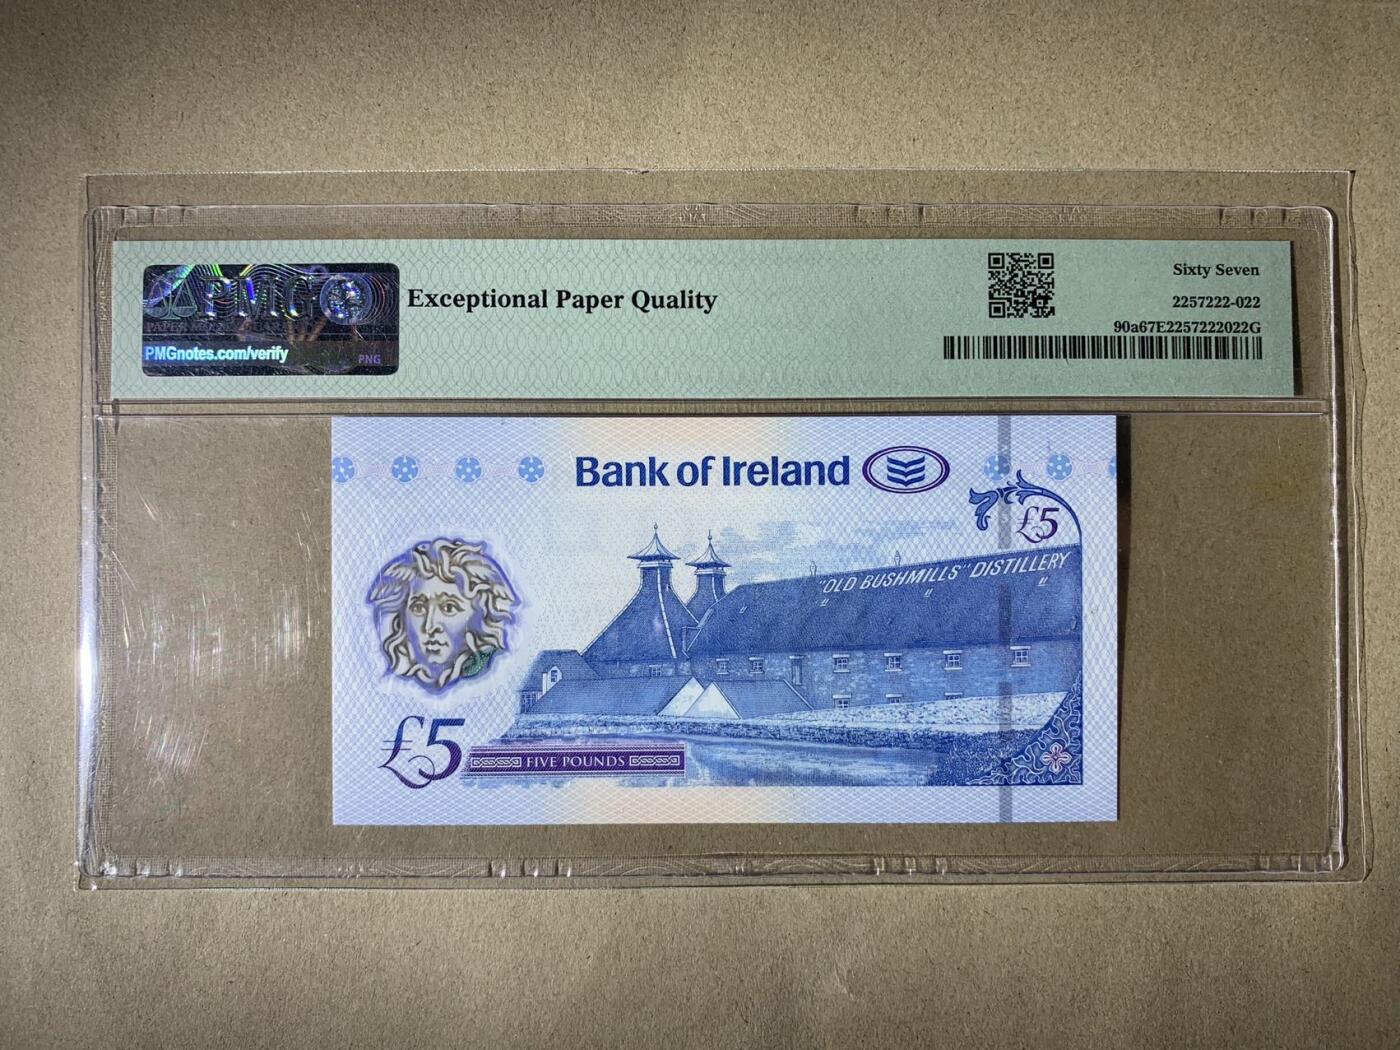 PMG
PMGnotes.com/verify
PNG
Exceptional Paper Quality
Sixty Seven
2257222-022
90a67E2257222022G
Bank of Ireland
£5
"OLD BUSHMILLS" DISTILLERY
£5
FIVE POUNDS